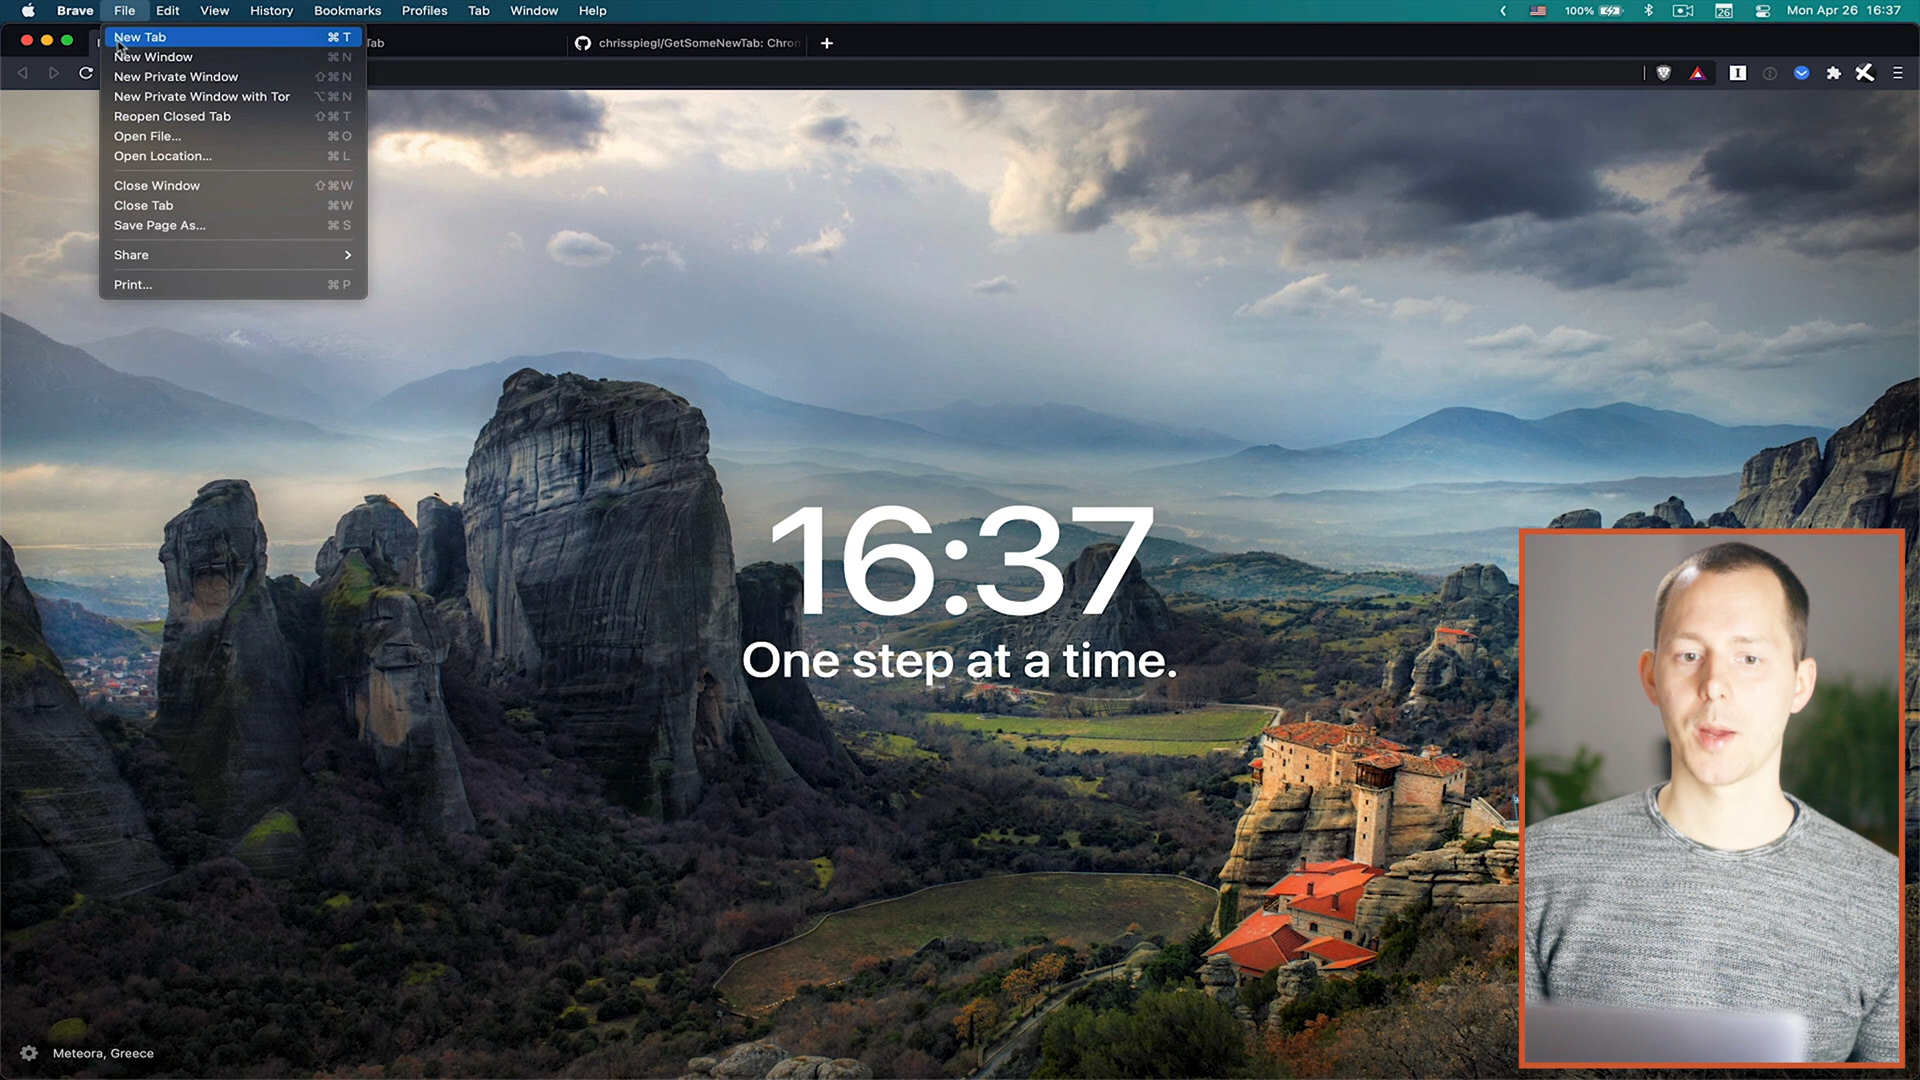 Brave File Edit View History Bookmarks Profiles Tab Window Help
100% 26 Mon Apr 26 16:37
Tab
chrisspiegl/GetSomeNewTab: Chrom
New Tab ⌘ T
New Window ⌘ N
New Private Window ⇧⌘ N
New Private Window with Tor ⌥⌘ N
Reopen Closed Tab ⇧⌘ T
Open File... ⌘ O
Open Location... ⌘ L
Close Window ⇧⌘ W
Close Tab ⌘ W
Save Page As... ⌘ S
Share
Print... ⌘ P
16:37
One step at a time.
Meteora, Greece